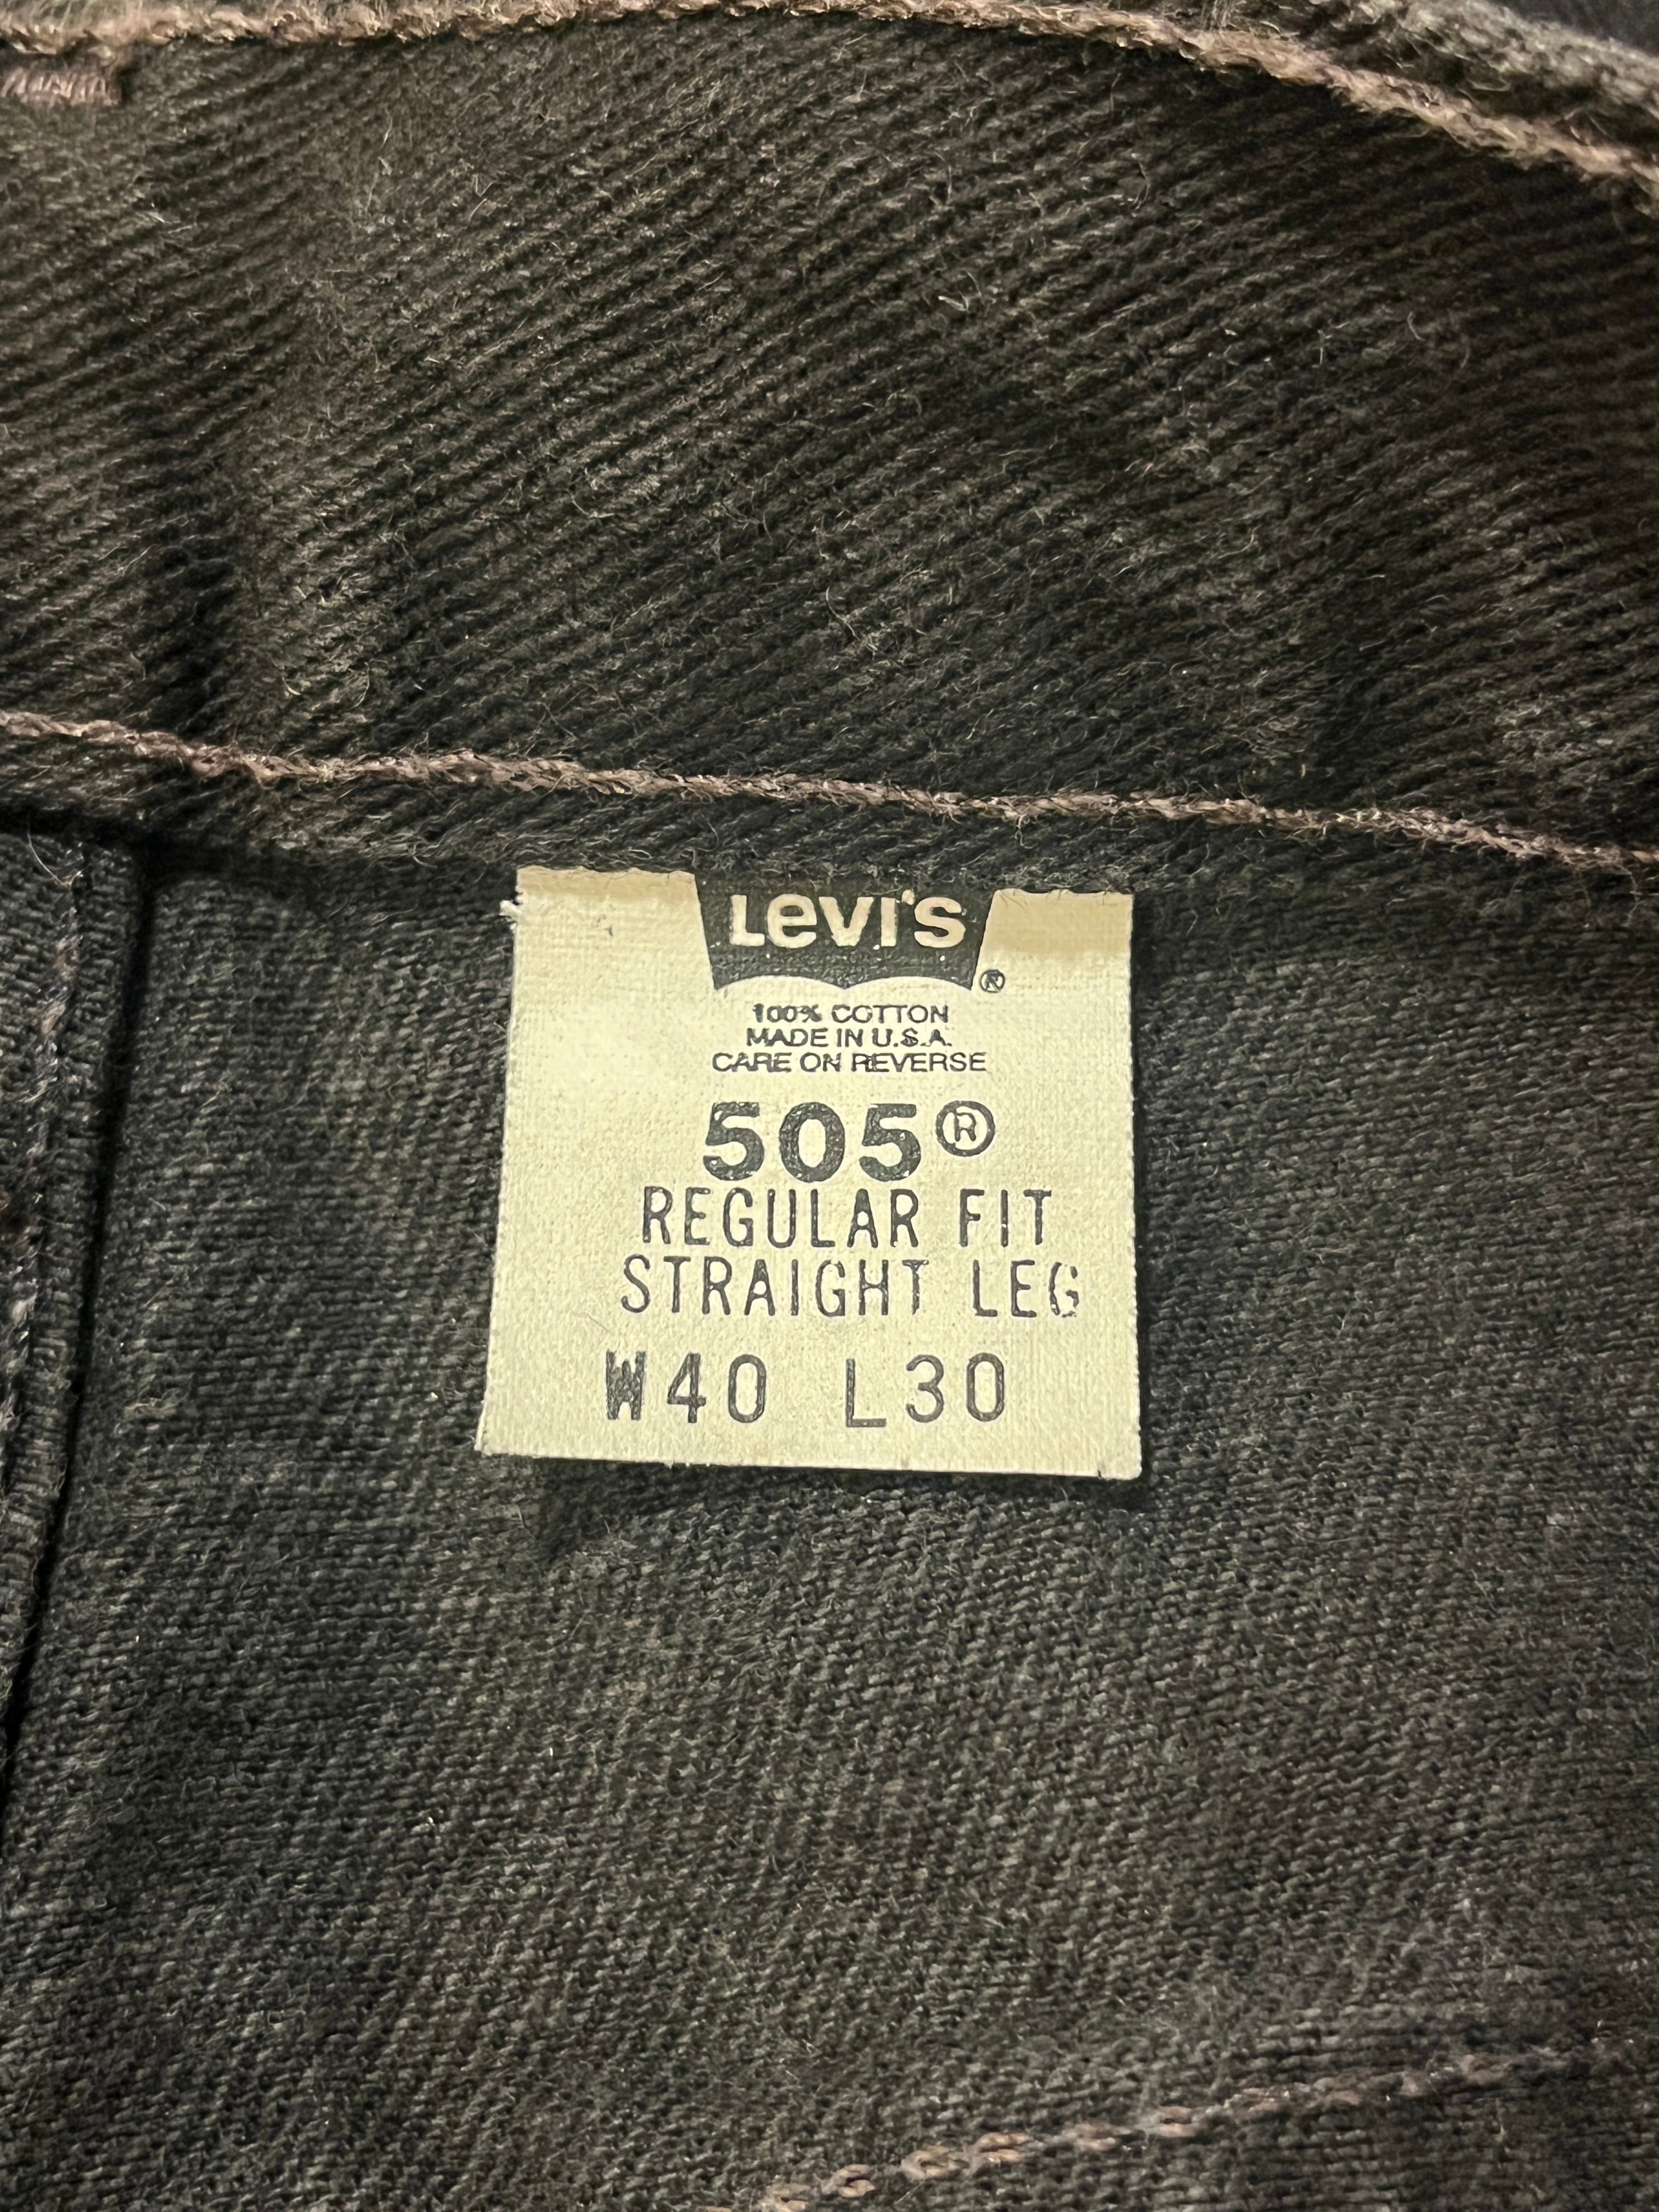 Levi's
®
100% COTTON
MADE IN U.S.A.
CARE ON REVERSE
505®
REGULAR FIT
STRAIGHT LEG
W40 L30